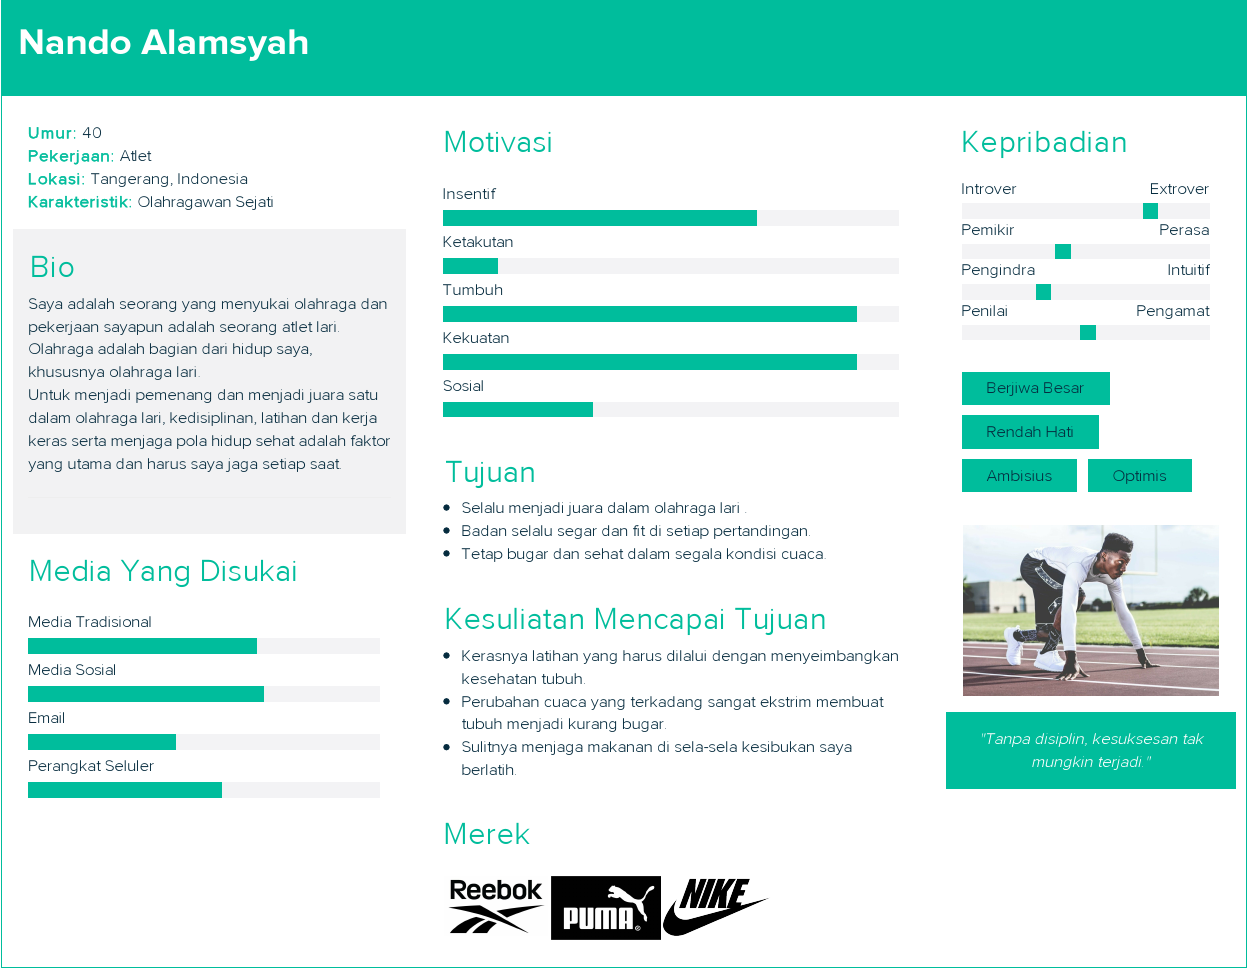 Nando Alamsyah
Umur: 40
Pekerjaan: Atlet
Lokasi: Tangerang, Indonesia
Karakteristik: Olahragawan Sejati
Bio
Saya adalah seorang yang menyukai olahraga dan
pekerjaan sayapun adalah seorang atlet lari.
Olahraga adalah bagian dari hidup saya,
khususnya olahraga lari.
Untuk menjadi pemenang dan menjadi juara satu
dalam olahraga lari, kedisiplinan, latihan dan kerja
keras serta menjaga pola hidup sehat adalah faktor
yang utama dan harus saya jaga setiap saat.
Media Yang Disukai
Media Tradisional
Media Sosial
Email
Perangkat Seluler
Motivasi
Insentif
Ketakutan
Tumbuh
Kekuatan
Sosial
Tujuan
• Selalu menjadi juara dalam olahraga lari .
• Badan selalu segar dan fit di setiap pertandingan.
• Tetap bugar dan sehat dalam segala kondisi cuaca.
Kesuliatan Mencapai Tujuan
• Kerasnya latihan yang harus dilalui dengan menyeimbangkan
kesehatan tubuh.
• Perubahan cuaca yang terkadang sangat ekstrim membuat
tubuh menjadi kurang bugar.
• Sulitnya menjaga makanan di sela-sela kesibukan saya
berlatih.
Merek
Reebok
PUMA®
NIKE
Kepribadian
Introver Extrover
Pemikir Perasa
Pengindra Intuitif
Penilai Pengamat
Berjiwa Besar
Rendah Hati
Ambisius Optimis
"Tanpa disiplin, kesuksesan tak
mungkin terjadi."